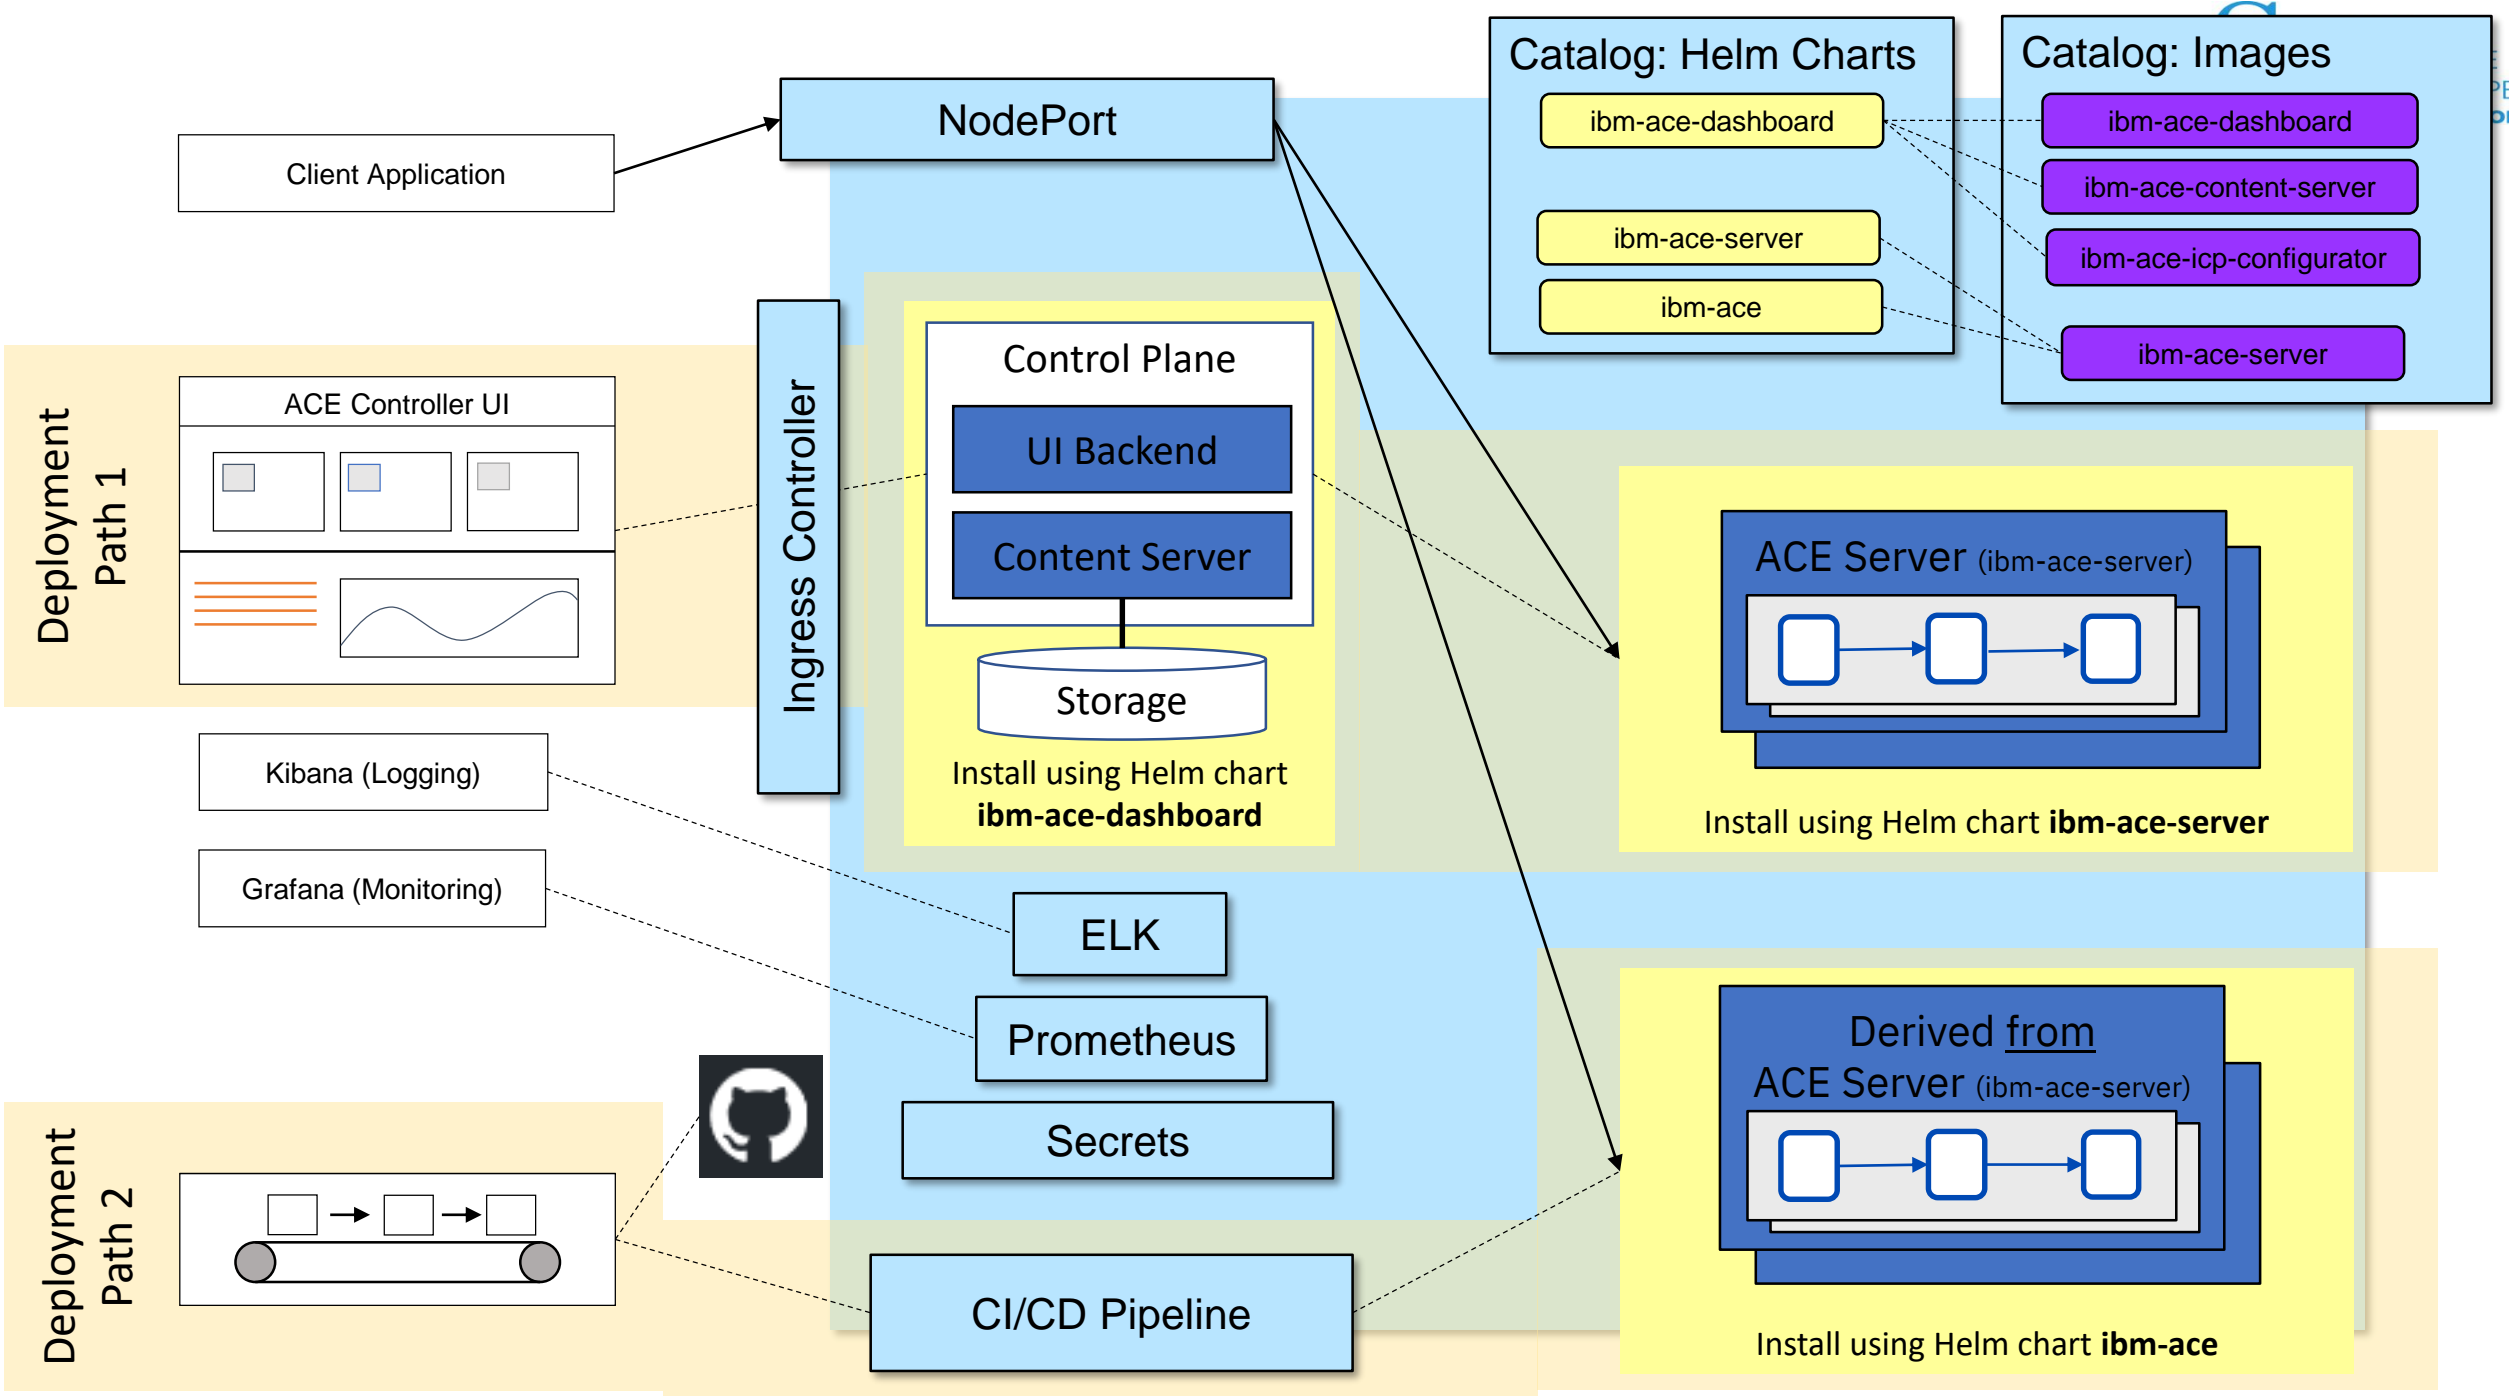 Catalog: Helm Charts
ibm-ace-dashboard
ibm-ace-server
ibm-ace
Catalog: Images
ibm-ace-dashboard
ibm-ace-content-server
ibm-ace-icp-configurator
ibm-ace-server
NodePort
Client Application
Deployment
Path 1
ACE Controller UI
Ingress Controller
Control Plane
UI Backend
Content Server
Storage
Install using Helm chart
ibm-ace-dashboard
ACE Server (ibm-ace-server)
Install using Helm chart ibm-ace-server
Kibana (Logging)
Grafana (Monitoring)
ELK
Prometheus
Secrets
Deployment
Path 2
CI/CD Pipeline
Derived from
ACE Server (ibm-ace-server)
Install using Helm chart ibm-ace